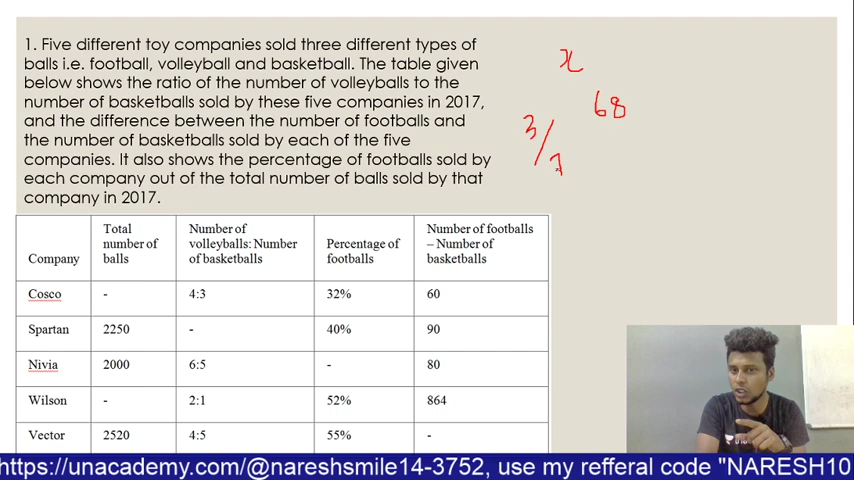 1. Five different toy companies sold three different types of
balls i.e. football, volleyball and basketball. The table given
below shows the ratio of the number of volleyballs to the
number of basketballs sold by these five companies in 2017,
and the difference between the number of footballs and
the number of basketballs sold by each of the five
companies. It also shows the percentage of footballs sold by
each company out of the total number of balls sold by that
company in 2017.
x
68
3/7
Company | Total number of balls | Number of volleyballs: Number of basketballs | Percentage of footballs | Number of footballs – Number of basketballs
Cosco | - | 4:3 | 32% | 60
Spartan | 2250 | - | 40% | 90
Nivia | 2000 | 6:5 | - | 80
Wilson | - | 2:1 | 52% | 864
Vector | 2520 | 4:5 | 55% | -
https://unacademy.com/@nareshsmile14-3752, use my refferal code "NARESH10